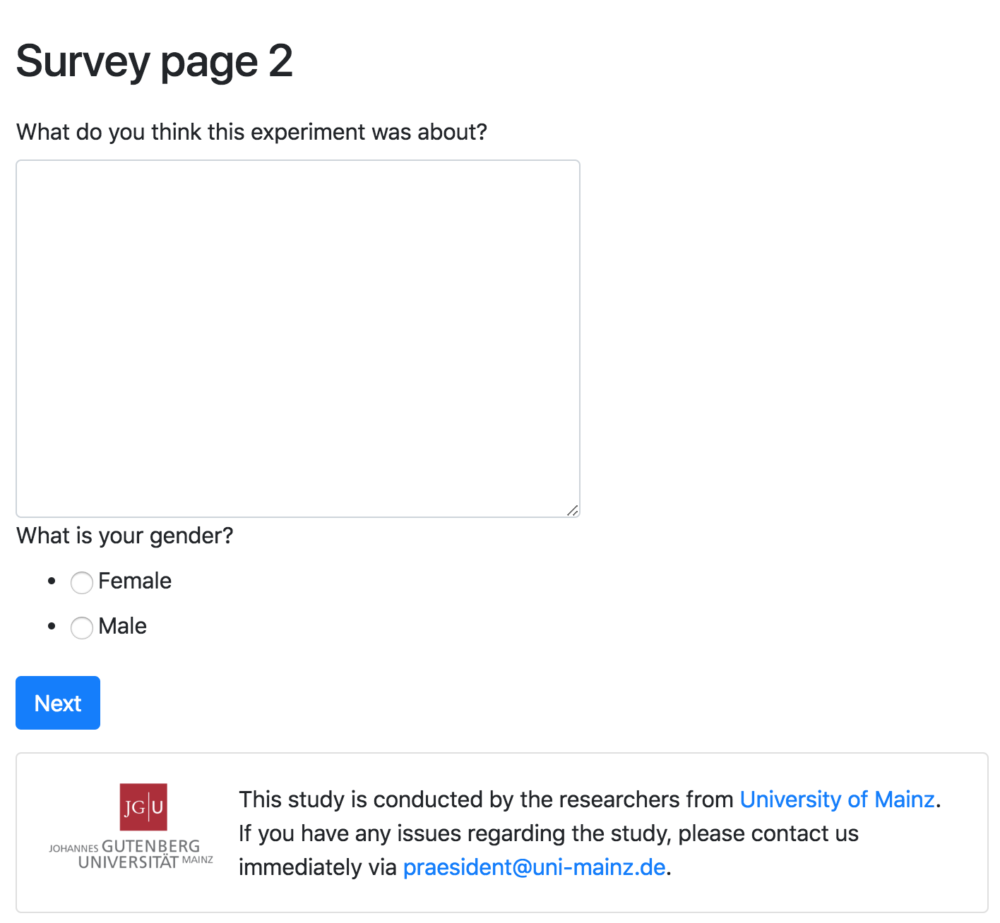 Survey page 2
What do you think this experiment was about?
What is your gender?
Female
Male
Next
JG|U
JOHANNES GUTENBERG
UNIVERSITÄT MAINZ
This study is conducted by the researchers from University of Mainz.
If you have any issues regarding the study, please contact us
immediately via praesident@uni-mainz.de.